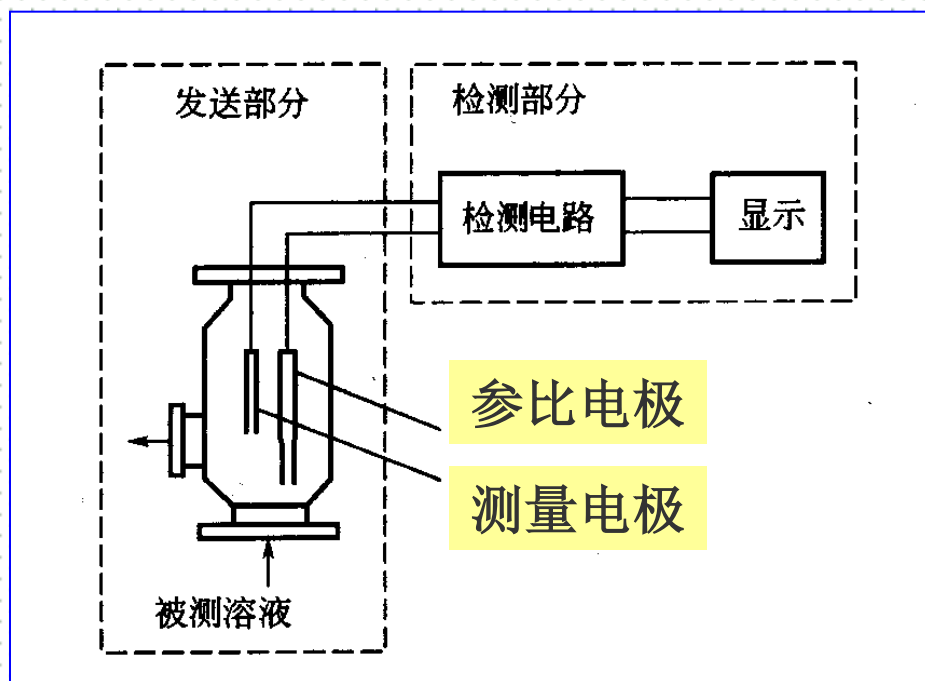 发送部分
检测部分
检测电路
显示
参比电极
测量电极
被测溶液